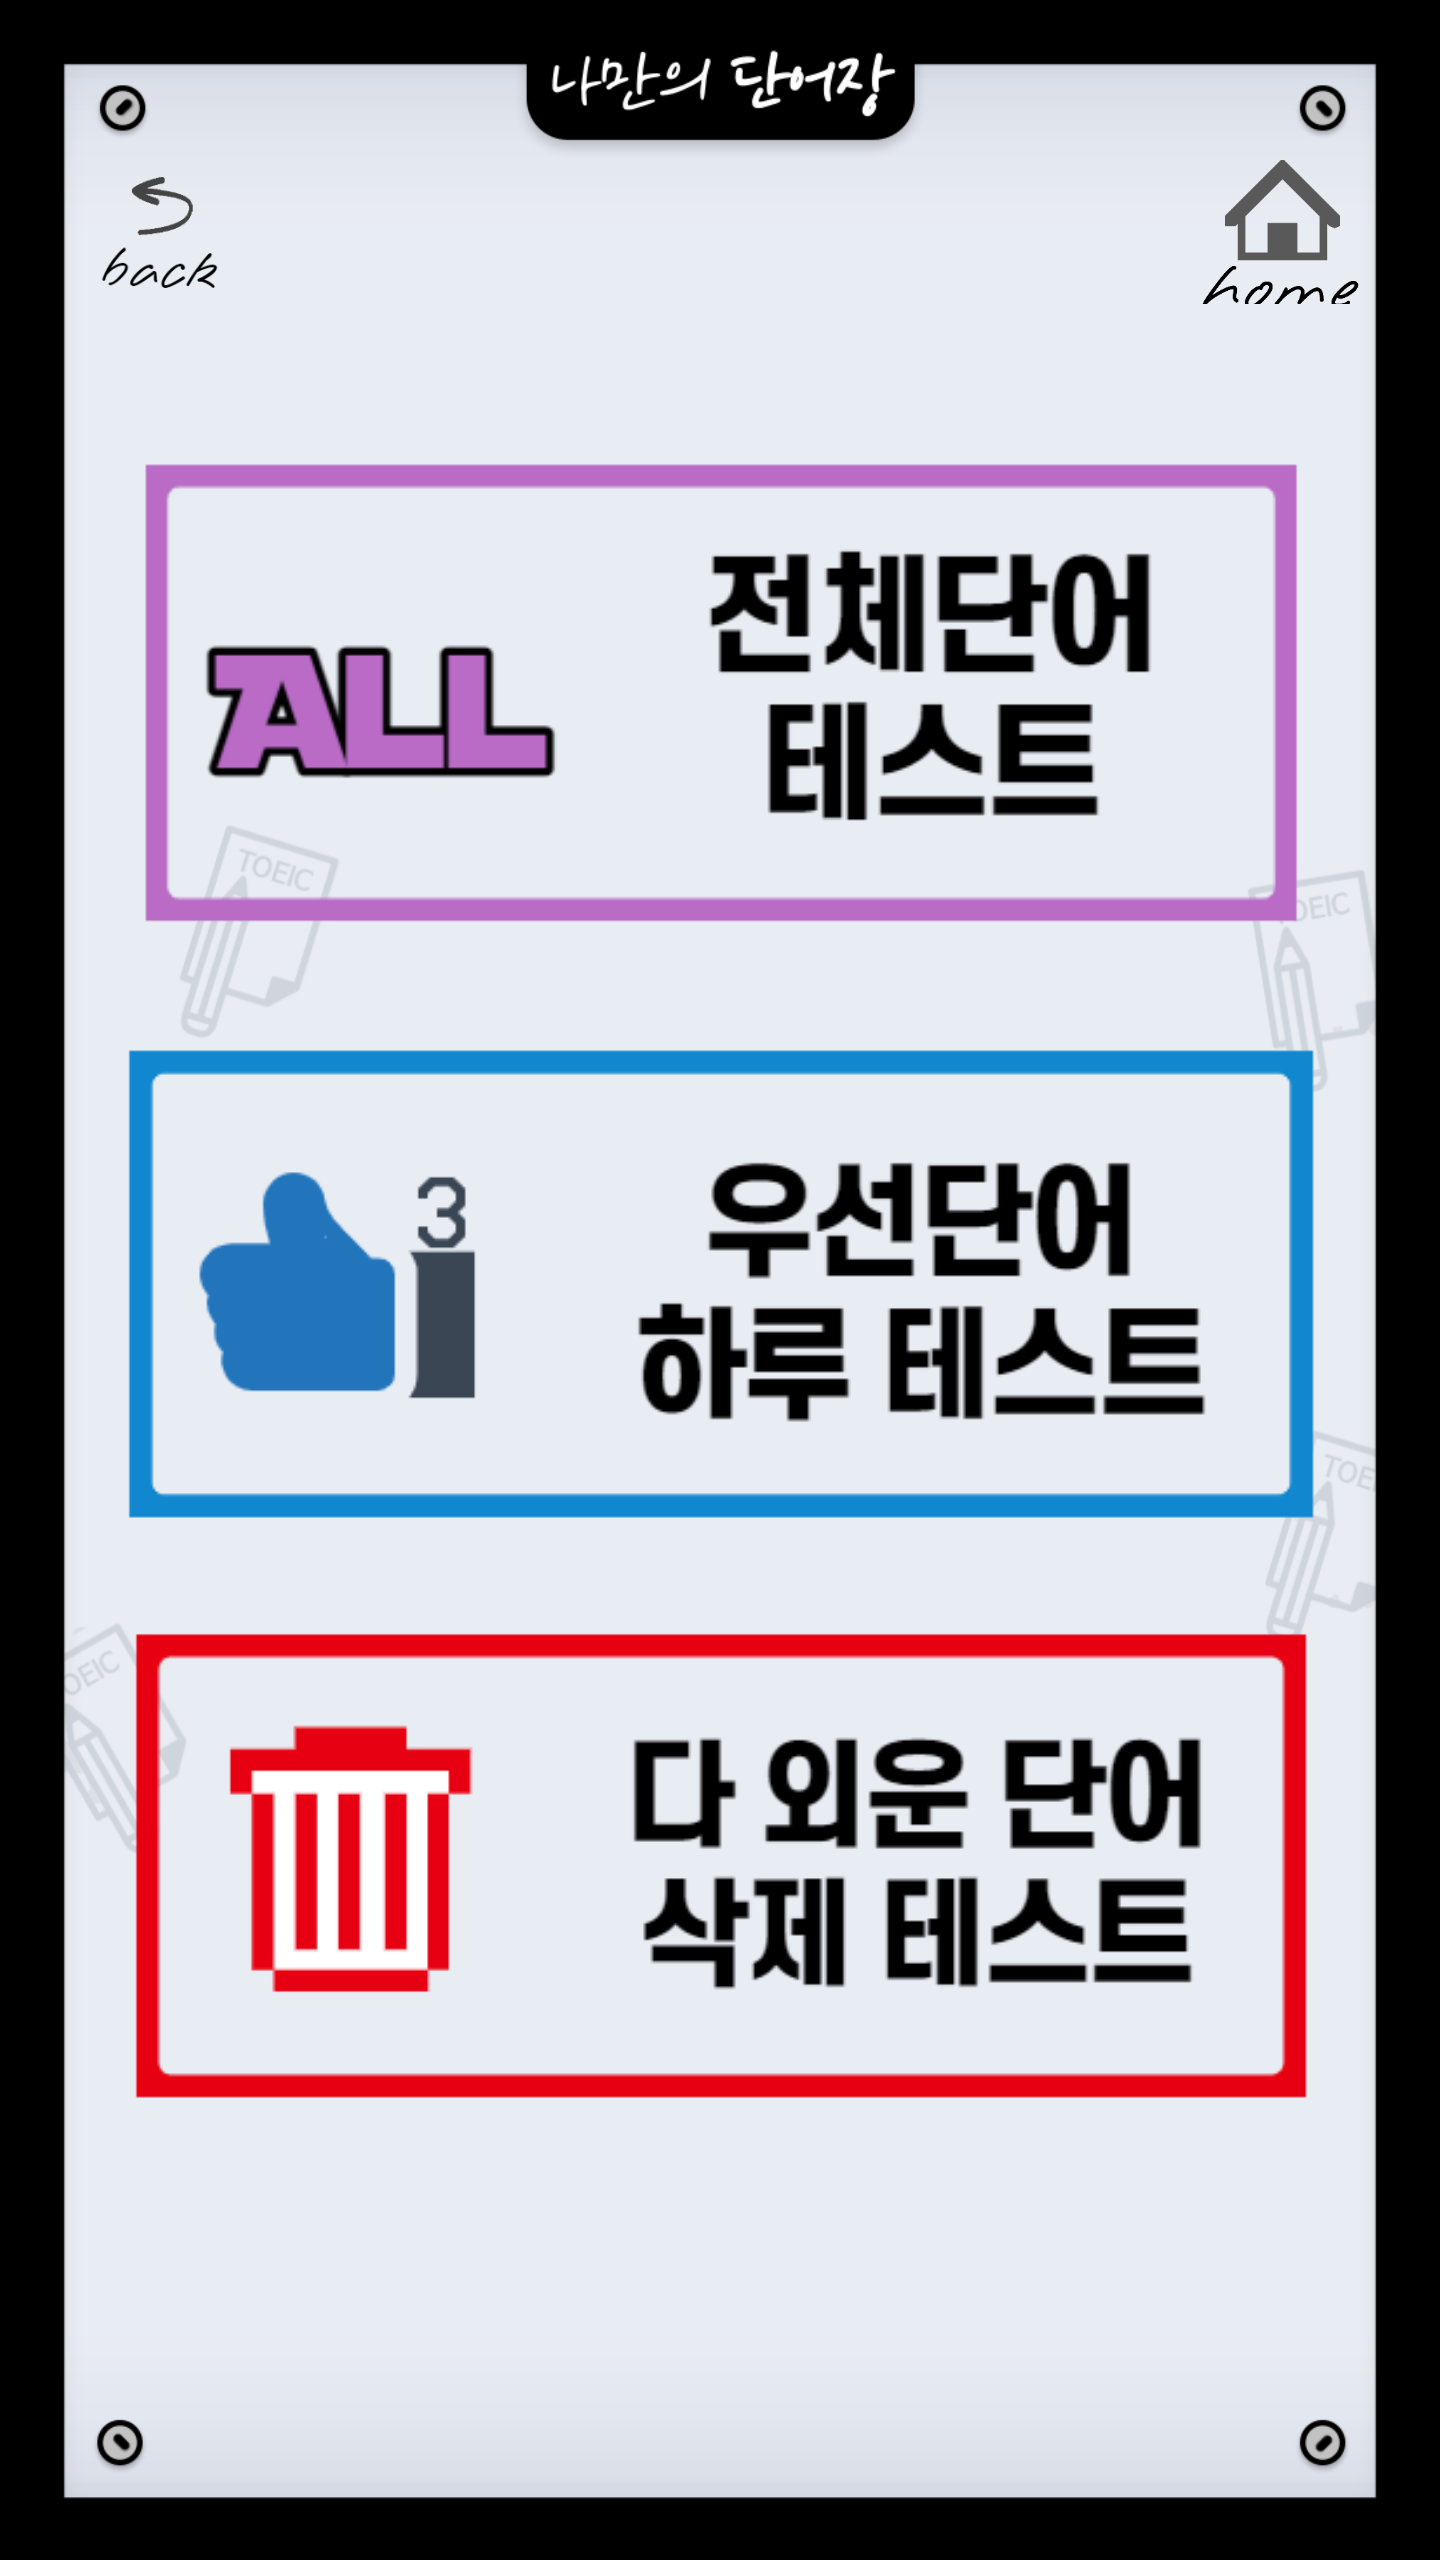 나만의 단어장
back
home
ALL
전체단어
테스트
TOEIC
OEIC
3
우선단어
하루 테스트
TOE
OEIC
다 외운 단어
삭제 테스트